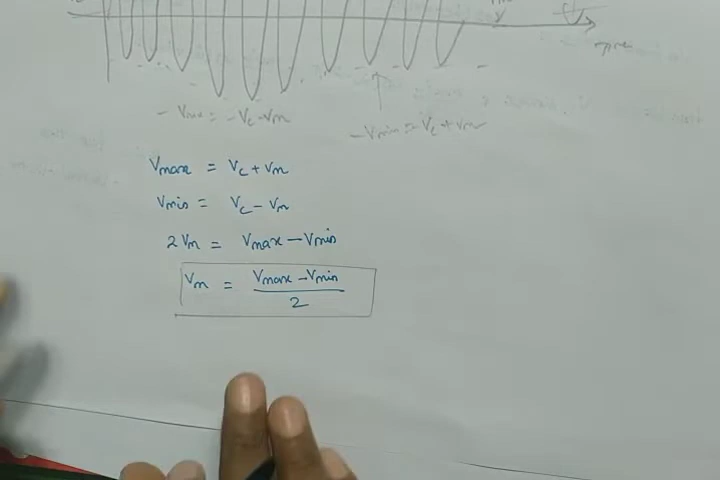 - Vmax = -Vc-Vm
-Vmin = Vc+Vm
Vmax = Vc + Vm
Vmin = Vc - Vm
2Vm = Vmax - Vmin
Vm = Vmax - Vmin
2